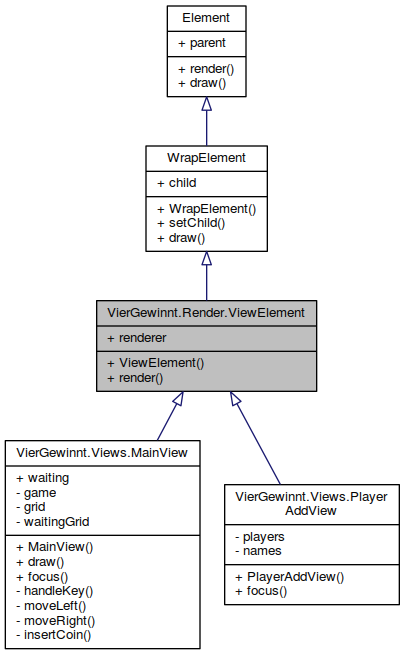 Element
+ parent
+ render()
+ draw()
WrapElement
+ child
+ WrapElement()
+ setChild()
+ draw()
VierGewinnt.Render.ViewElement
+ renderer
+ ViewElement()
+ render()
VierGewinnt.Views.MainView
+ waiting
- game
- grid
- waitingGrid
+ MainView()
+ draw()
+ focus()
- handleKey()
- moveLeft()
- moveRight()
- insertCoin()
VierGewinnt.Views.Player
AddView
- players
- names
+ PlayerAddView()
+ focus()